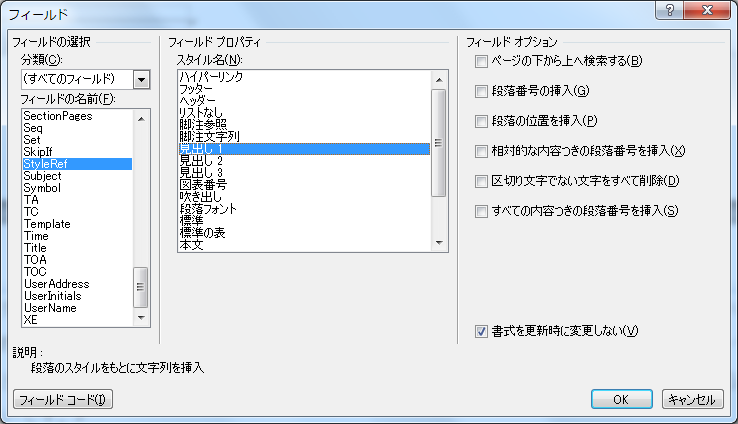 フィールド
フィールドの選択
分類(C):
(すべてのフィールド)
フィールドの名前(F):
SectionPages
Seq
Set
SkipIf
StyleRef
Subject
Symbol
TA
TC
Template
Time
Title
TOA
TOC
UserAddress
UserInitials
UserName
XE
フィールド プロパティ
スタイル名(N):
ハイパーリンク
フッター
ヘッダー
リストなし
脚注参照
脚注文字列
見出し 1
見出し 2
見出し 3
図表番号
吹き出し
段落フォント
標準
標準の表
本文
フィールド オプション
ページの下から上へ検索する(B)
段落番号の挿入(G)
段落の位置を挿入(P)
相対的な内容つきの段落番号を挿入(X)
区切り文字でない文字をすべて削除(D)
すべての内容つきの段落番号を挿入(S)
書式を更新時に変更しない(V)
説明 :
段落のスタイルをもとに文字列を挿入
フィールド コード(I)
OK
キャンセル